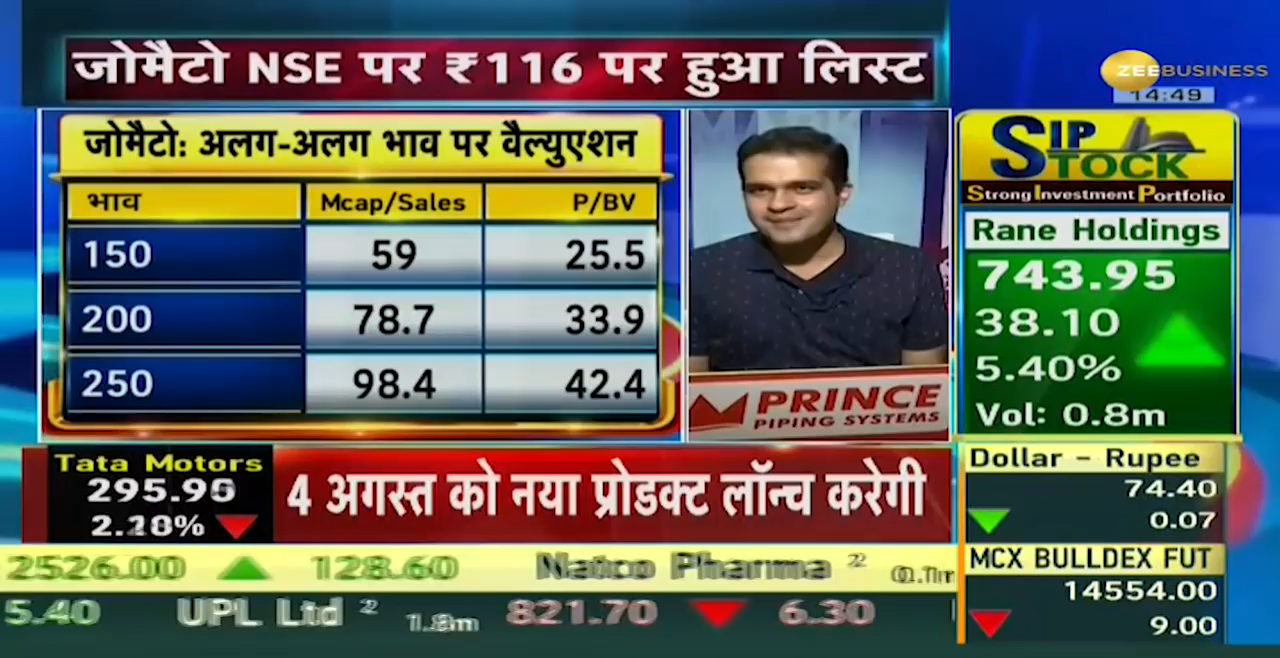 जोमैटो NSE पर ₹116 पर हुआ लिस्ट
ZEEBUSINESS
14:49
जोमैटो: अलग-अलग भाव पर वैल्युएशन
भाव Mcap/Sales P/BV
150 59 25.5
200 78.7 33.9
250 98.4 42.4
PRINCE
PIPING SYSTEMS
SIP
STOCK
Strong Investment Portfolio
Rane Holdings
743.95
38.10
5.40%
Vol: 0.8m
Tata Motors
2.28%
4 अगस्त को नया प्रोडक्ट लॉन्च करेगी
Dollar - Rupee
74.40
0.07
MCX BULLDEX FUT
14554.00
9.00
2526.00 128.60 Natco Pharma
5.40 UPL Ltd 1.8m 821.70 6.30